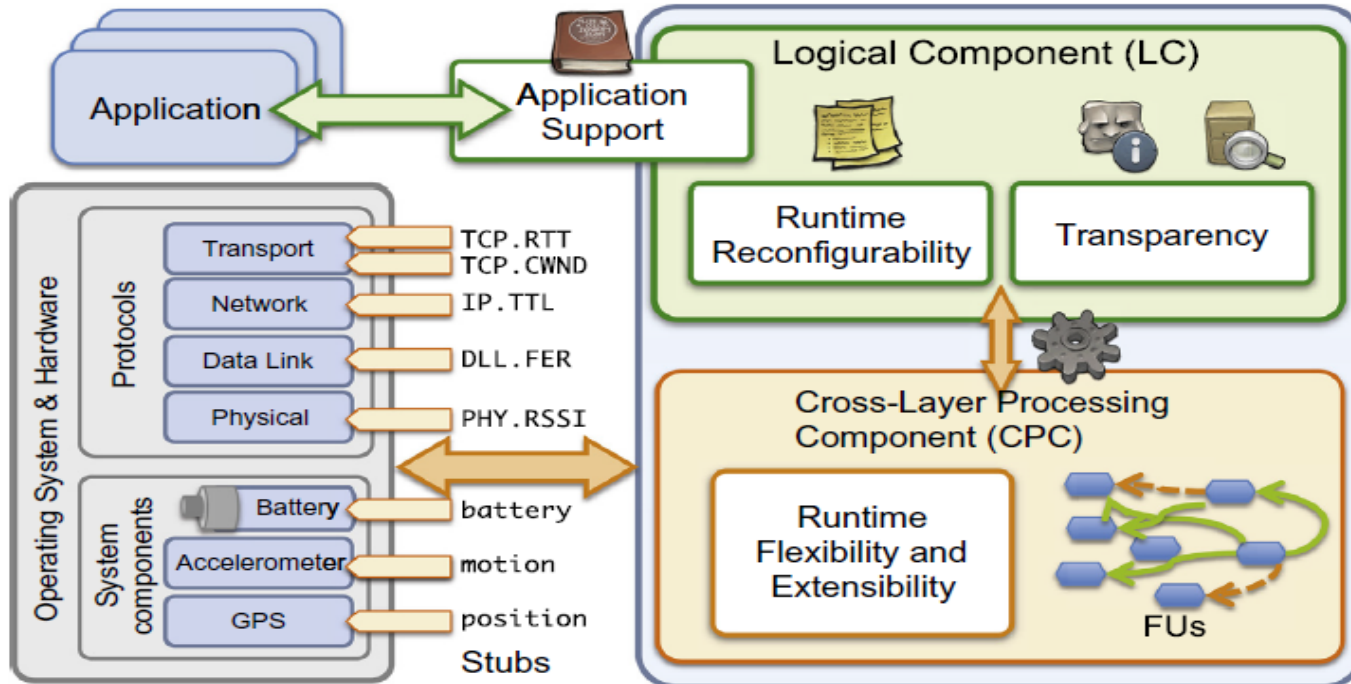 Application
Application
Support
Logical Component (LC)
Runtime
Reconfigurability
Transparency
Operating System & Hardware
Protocols
Transport
Network
Data Link
Physical
TCP.RTT
TCP.CWND
IP.TTL
DLL.FER
PHY.RSSI
System
components
Battery
Accelerometer
GPS
battery
motion
position
Stubs
Cross-Layer Processing
Component (CPC)
Runtime
Flexibility and
Extensibility
FUs